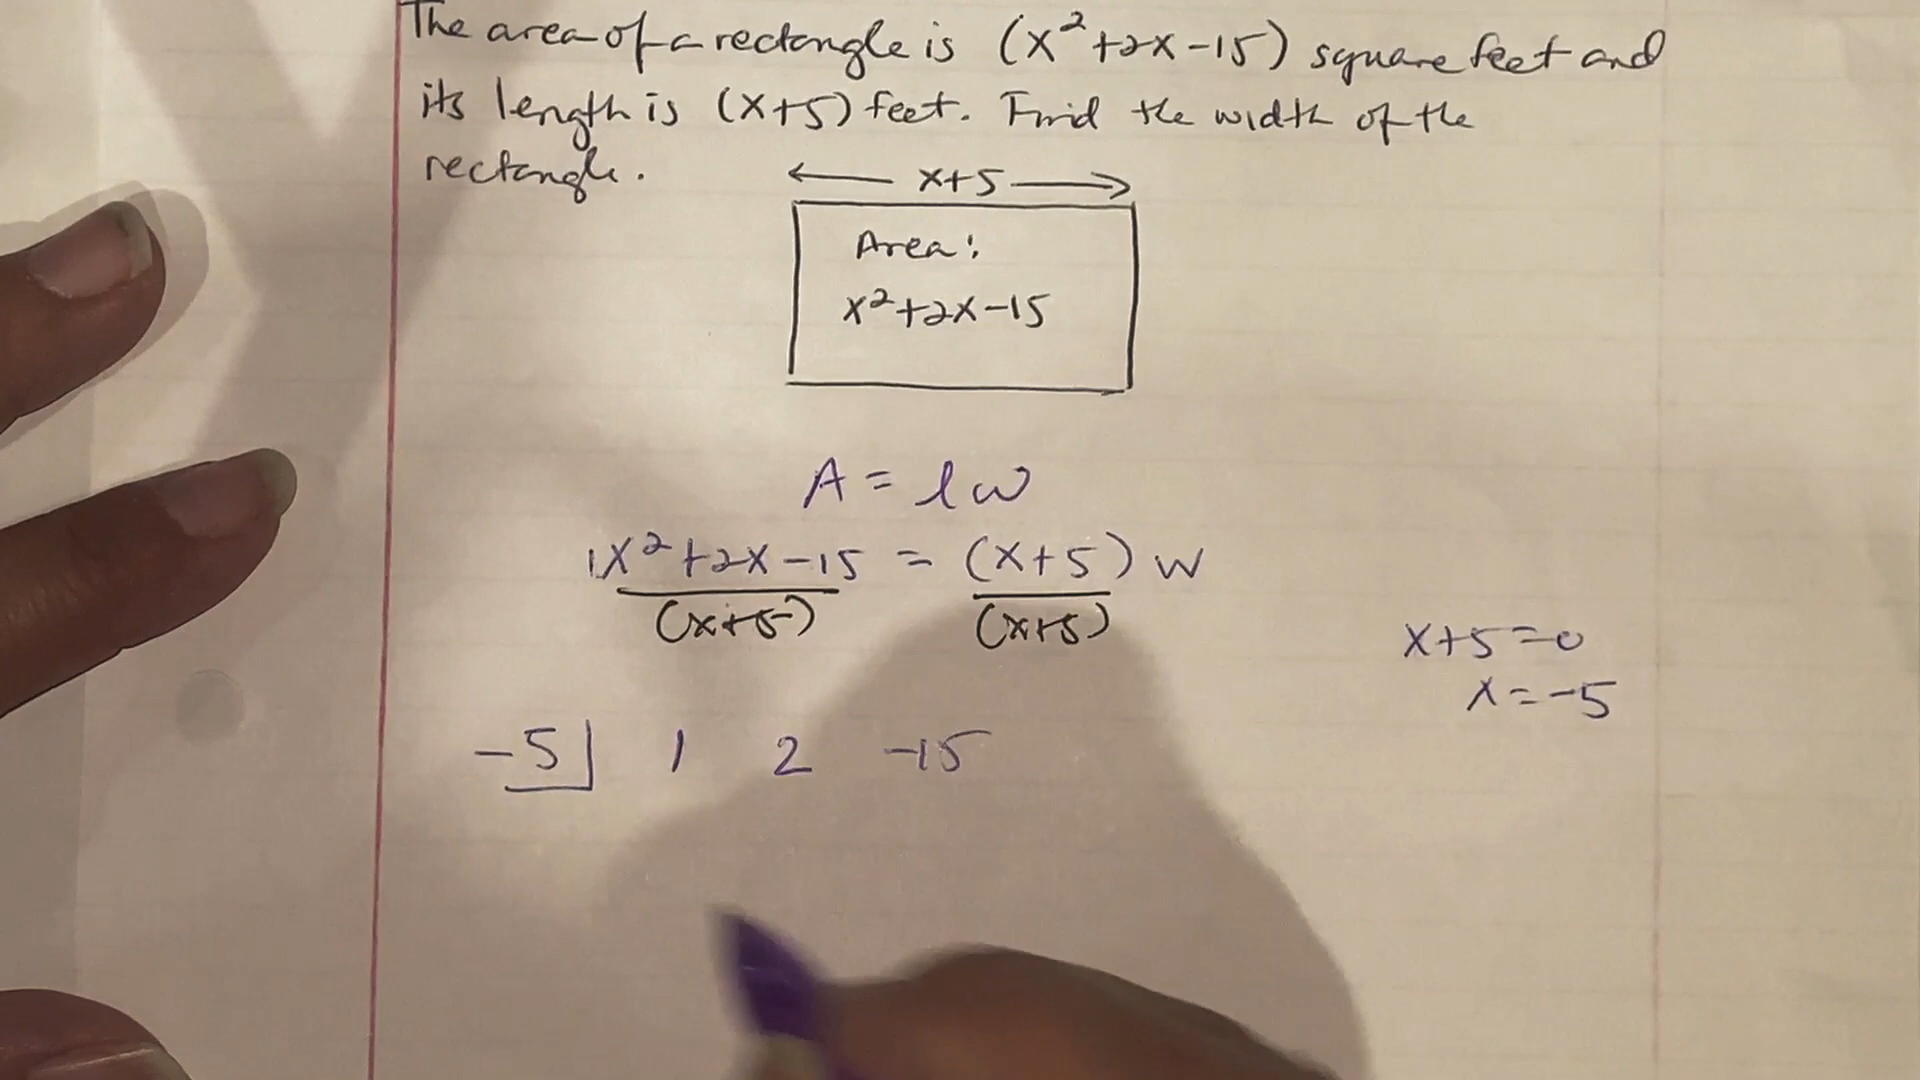 The area of a rectangle is (x²+2x-15) square feet and
its length is (x+5) feet. Find the width of the
rectangle.
x+5
Area:
x²+2x-15
A = lw
1x²+2x-15 = (x+5) w
(x+5) (x+5)
x+5=0
x=-5
-5 1 2 -15